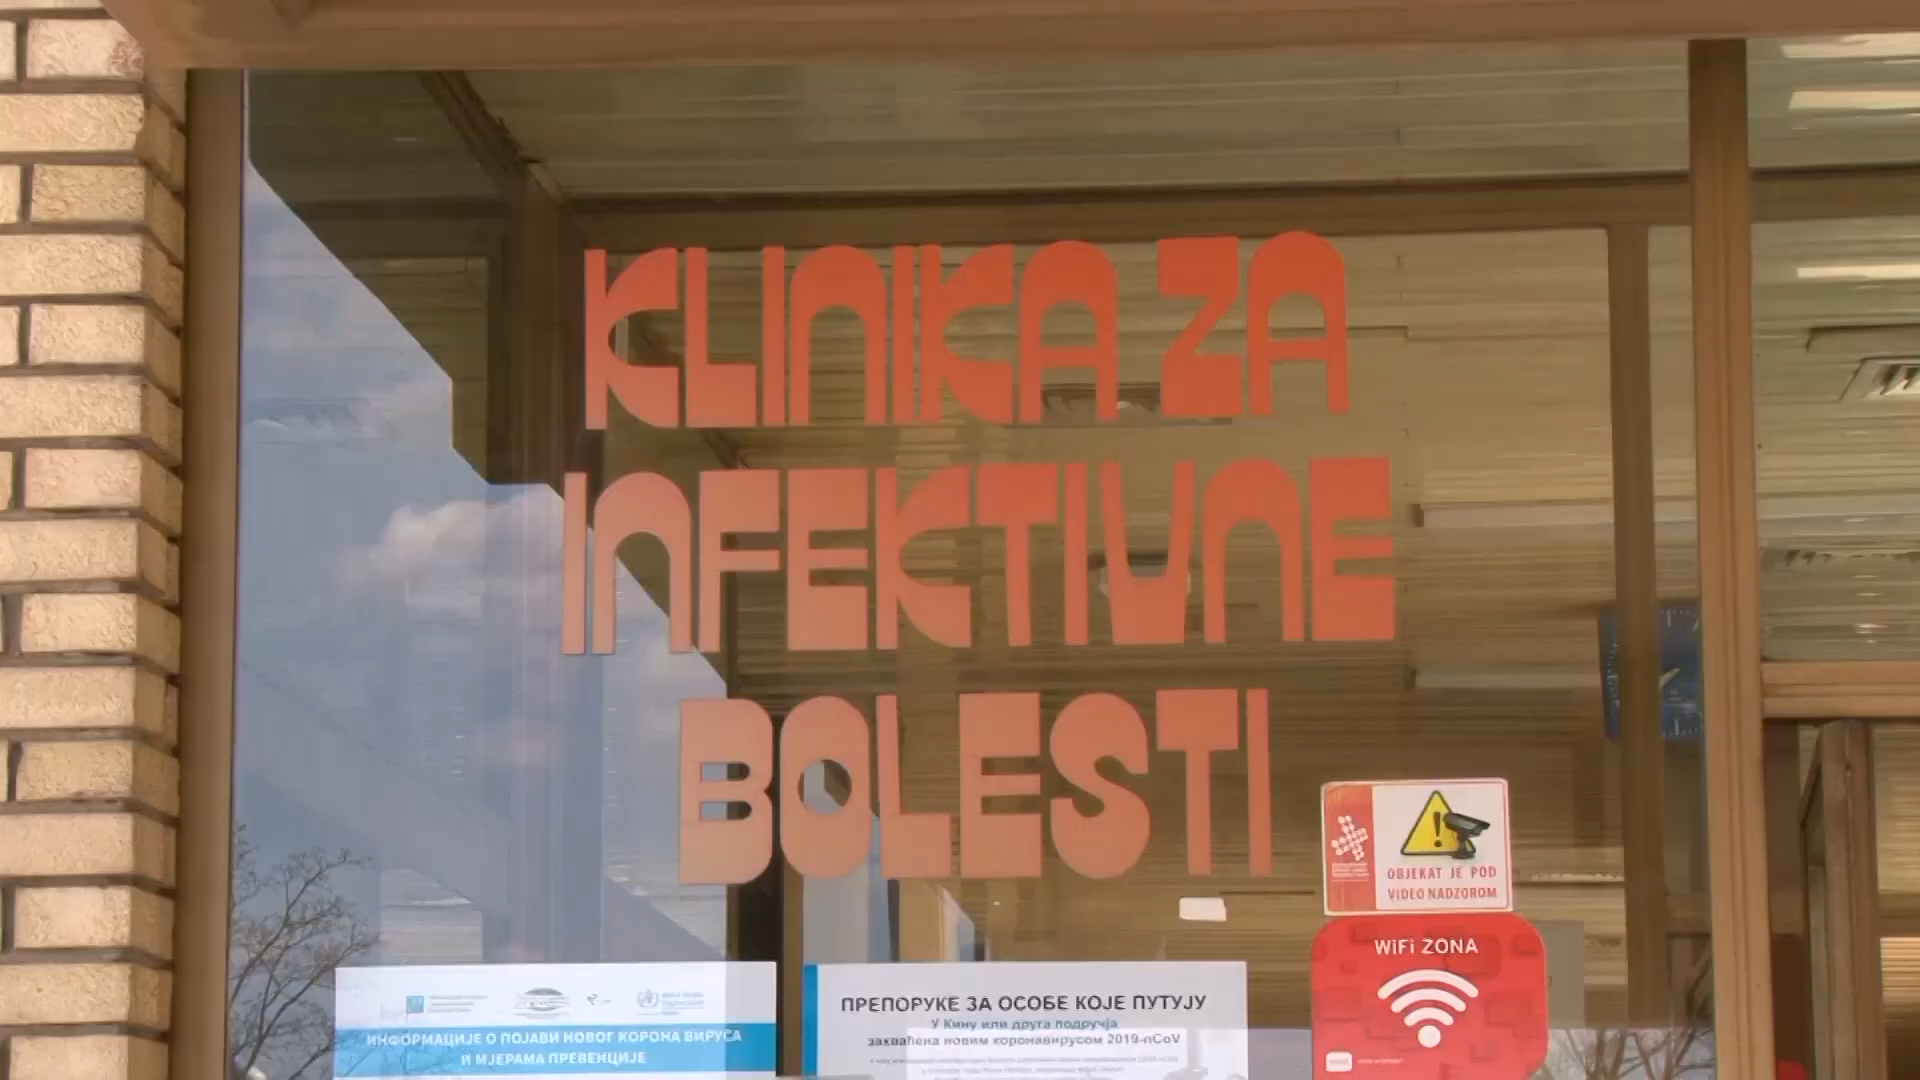 KLINIKA ZA
INFEKTIVNE
BOLESTI
OBJEKAT JE POD
VIDEO NADZOROM
WiFi ZONA
ИНФОРМАЦИЈЕ О ПОЈАВИ НОВОГ КОРОНА ВИРУСА
И МЈЕРАМА ПРЕВЕНЦИЈЕ
ПРЕПОРУКЕ ЗА ОСОБЕ КОЈЕ ПУТУЈУ
У Кину или друга подручја
захваћена новим коронавирусом 2019-nCoV